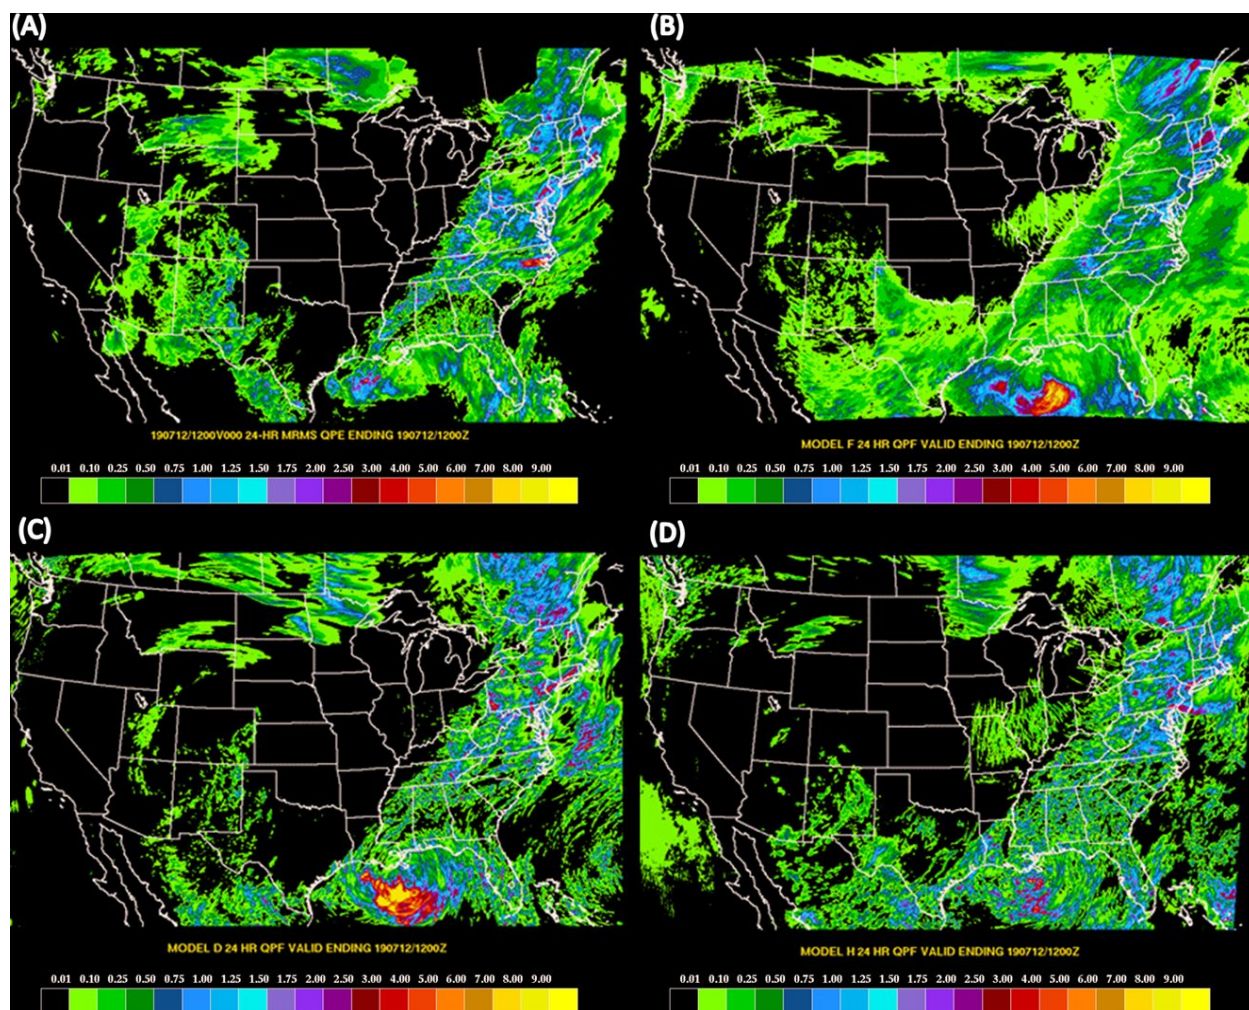 (A)
(B)
190712/1200V000 24-HR MRMS QPE ENDING 190712/1200Z
MODEL F 24 HR QPF VALID ENDING 190712/1200Z
0.01 0.10 0.25 0.50 0.75 1.00 1.25 1.50 1.75 2.00 2.50 3.00 4.00 5.00 6.00 7.00 8.00 9.00
0.01 0.10 0.25 0.50 0.75 1.00 1.25 1.50 1.75 2.00 2.50 3.00 4.00 5.00 6.00 7.00 8.00 9.00
(C)
(D)
MODEL D 24 HR QPF VALID ENDING 190712/1200Z
MODEL H 24 HR QPF VALID ENDING 190712/1200Z
0.01 0.10 0.25 0.50 0.75 1.00 1.25 1.50 1.75 2.00 2.50 3.00 4.00 5.00 6.00 7.00 8.00 9.00
0.01 0.10 0.25 0.50 0.75 1.00 1.25 1.50 1.75 2.00 2.50 3.00 4.00 5.00 6.00 7.00 8.00 9.00